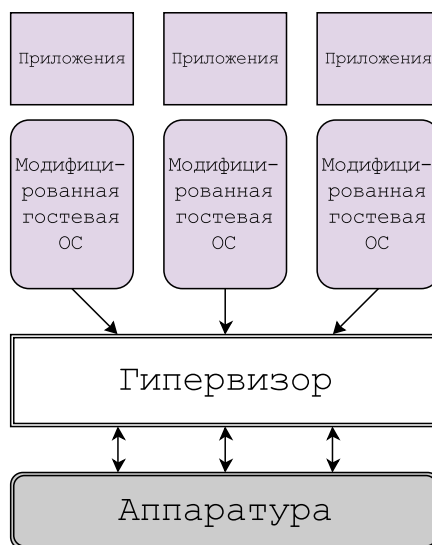 Приложения Приложения Приложения
Модифици- Модифици- Модифици-
рованная рованная рованная
гостевая гостевая гостевая
ОС ОС ОС
Гипервизор
Аппаратура